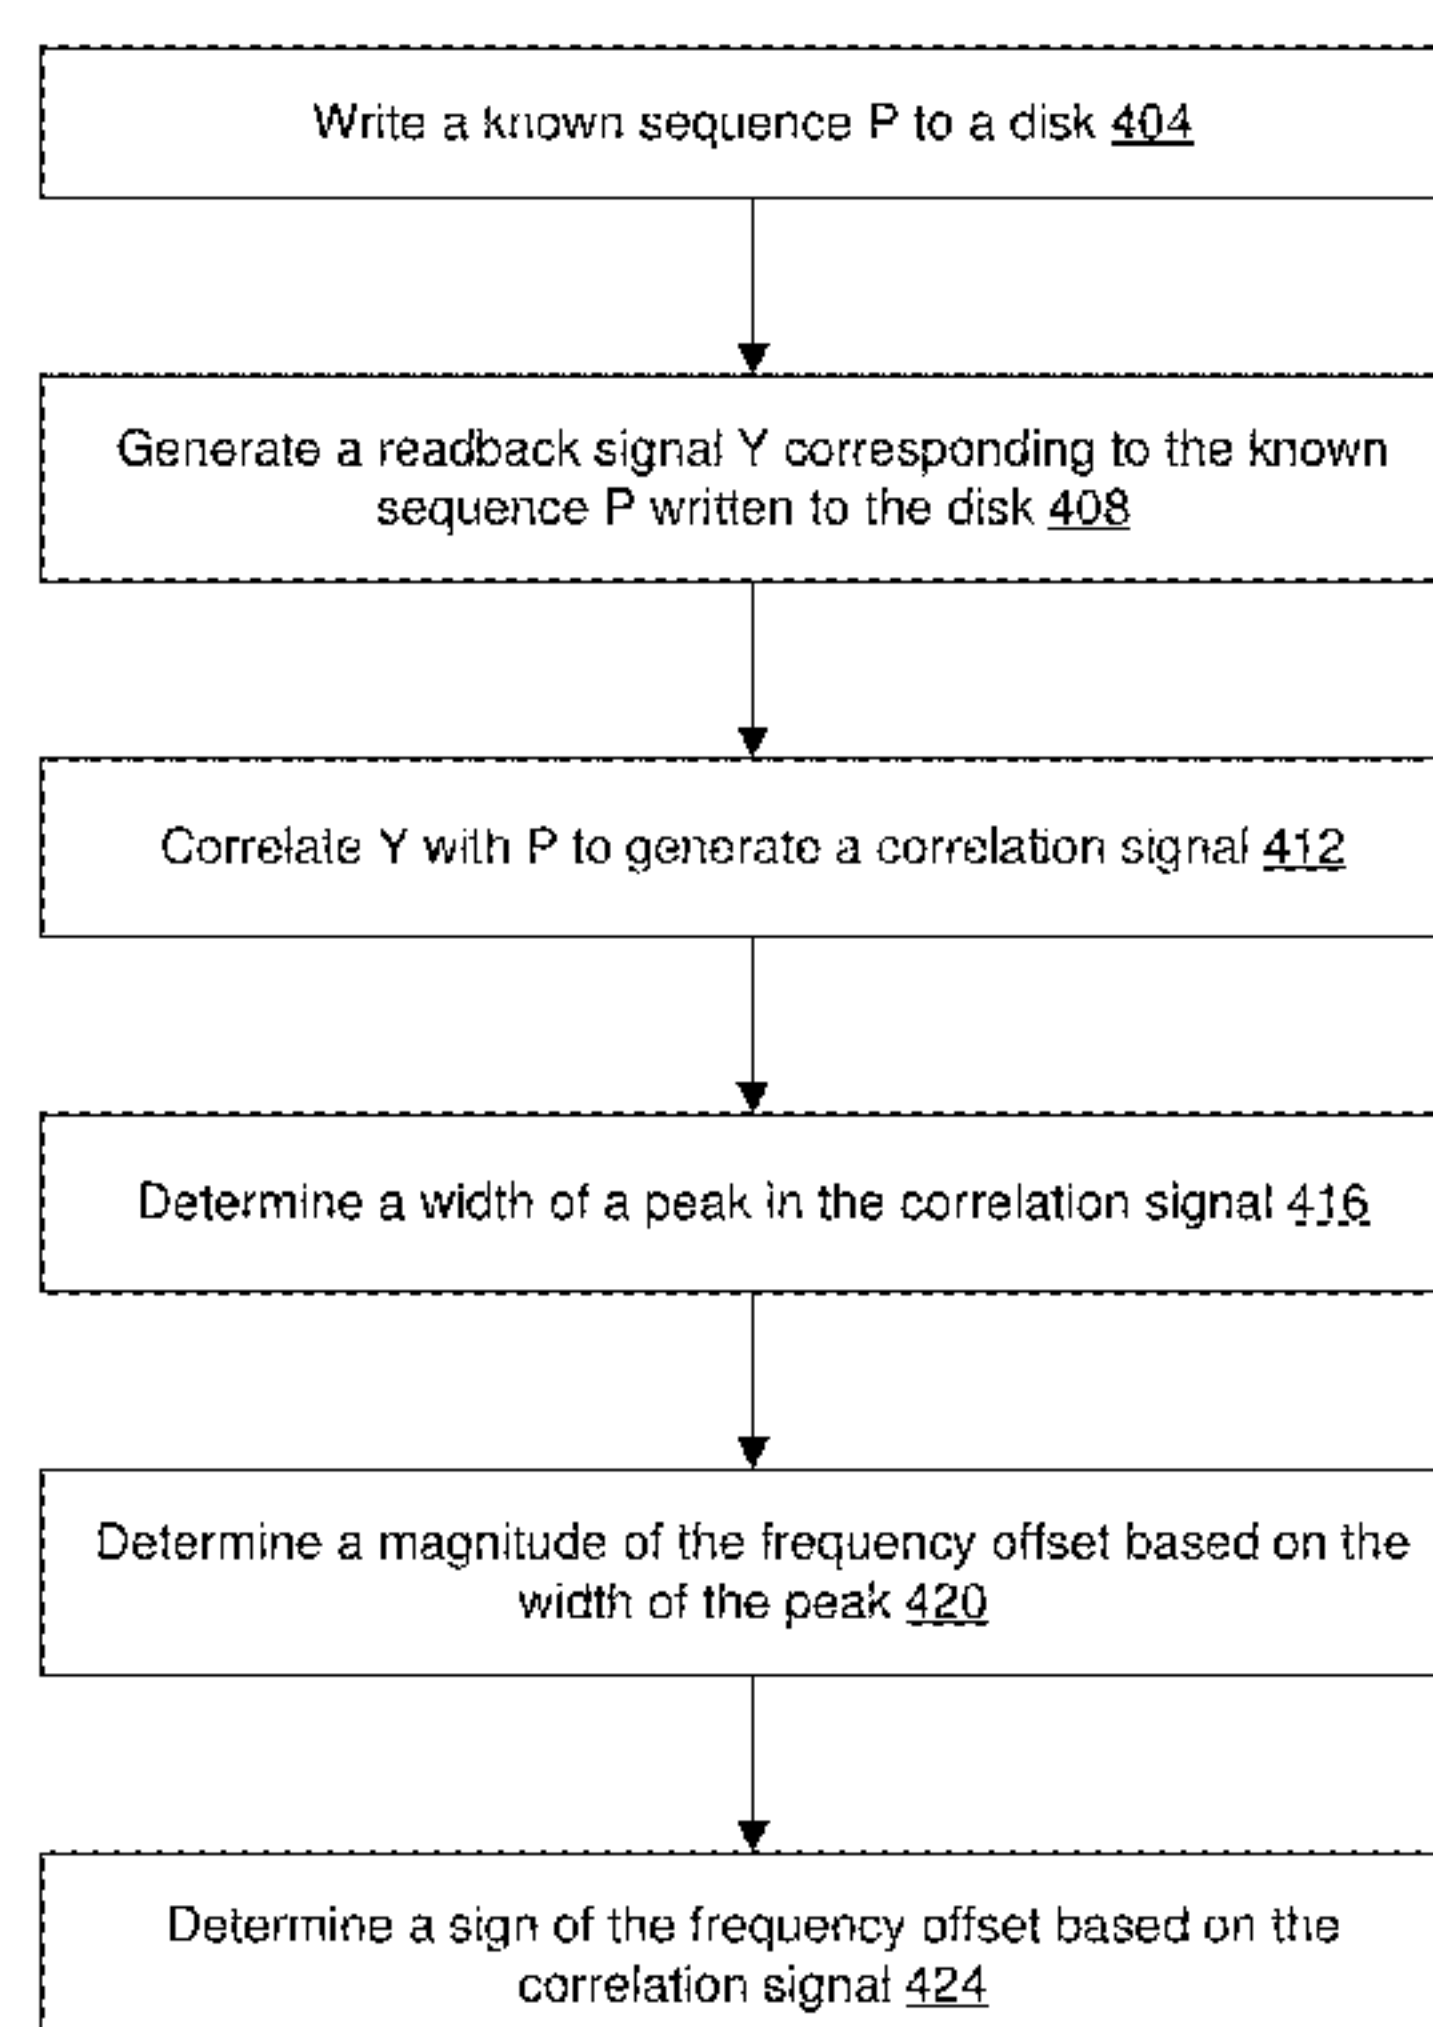 Write a known sequence P to a disk 404
Generate a readback signal Y corresponding to the known
sequence P written to the disk 408
Correlate Y with P to generate a correlation signal 412
Determine a width of a peak in the correlation signal 416
Determine a magnitude of the frequency offset based on the
width of the peak 420
Determine a sign of the frequency offset based on the
correlation signal 424